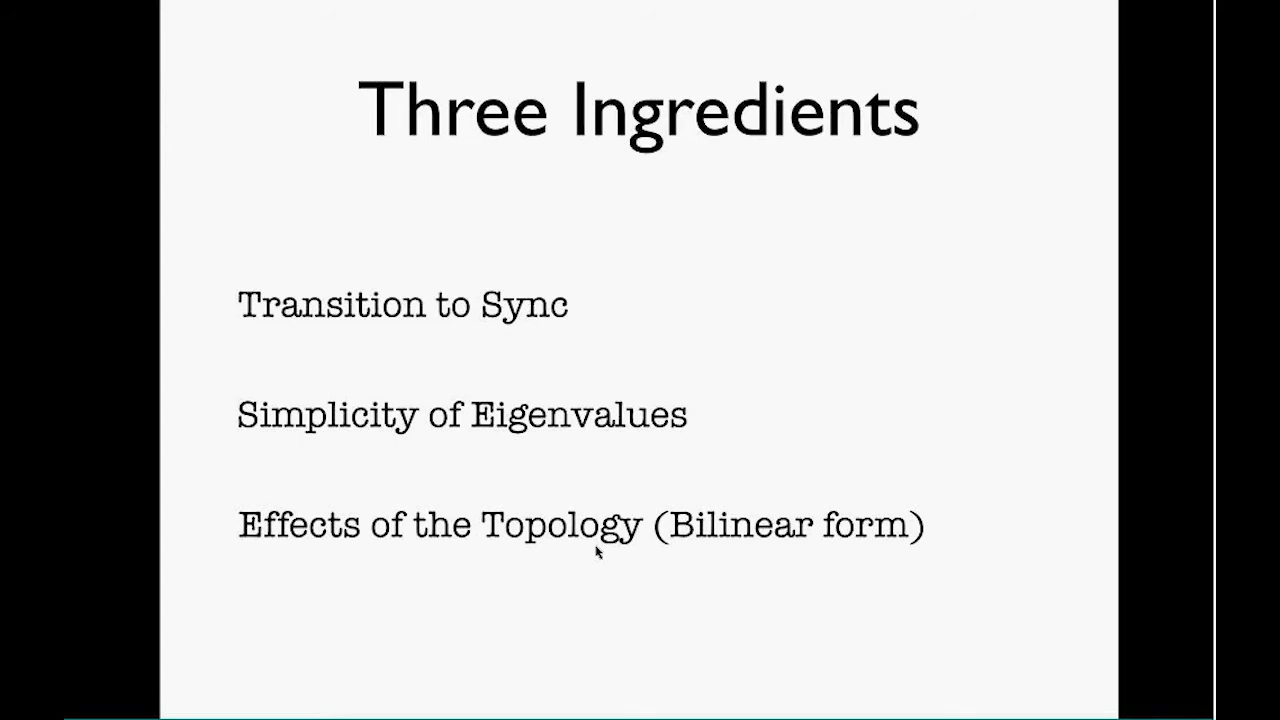 Three Ingredients
Transition to Sync
Simplicity of Eigenvalues
Effects of the Topology (Bilinear form)